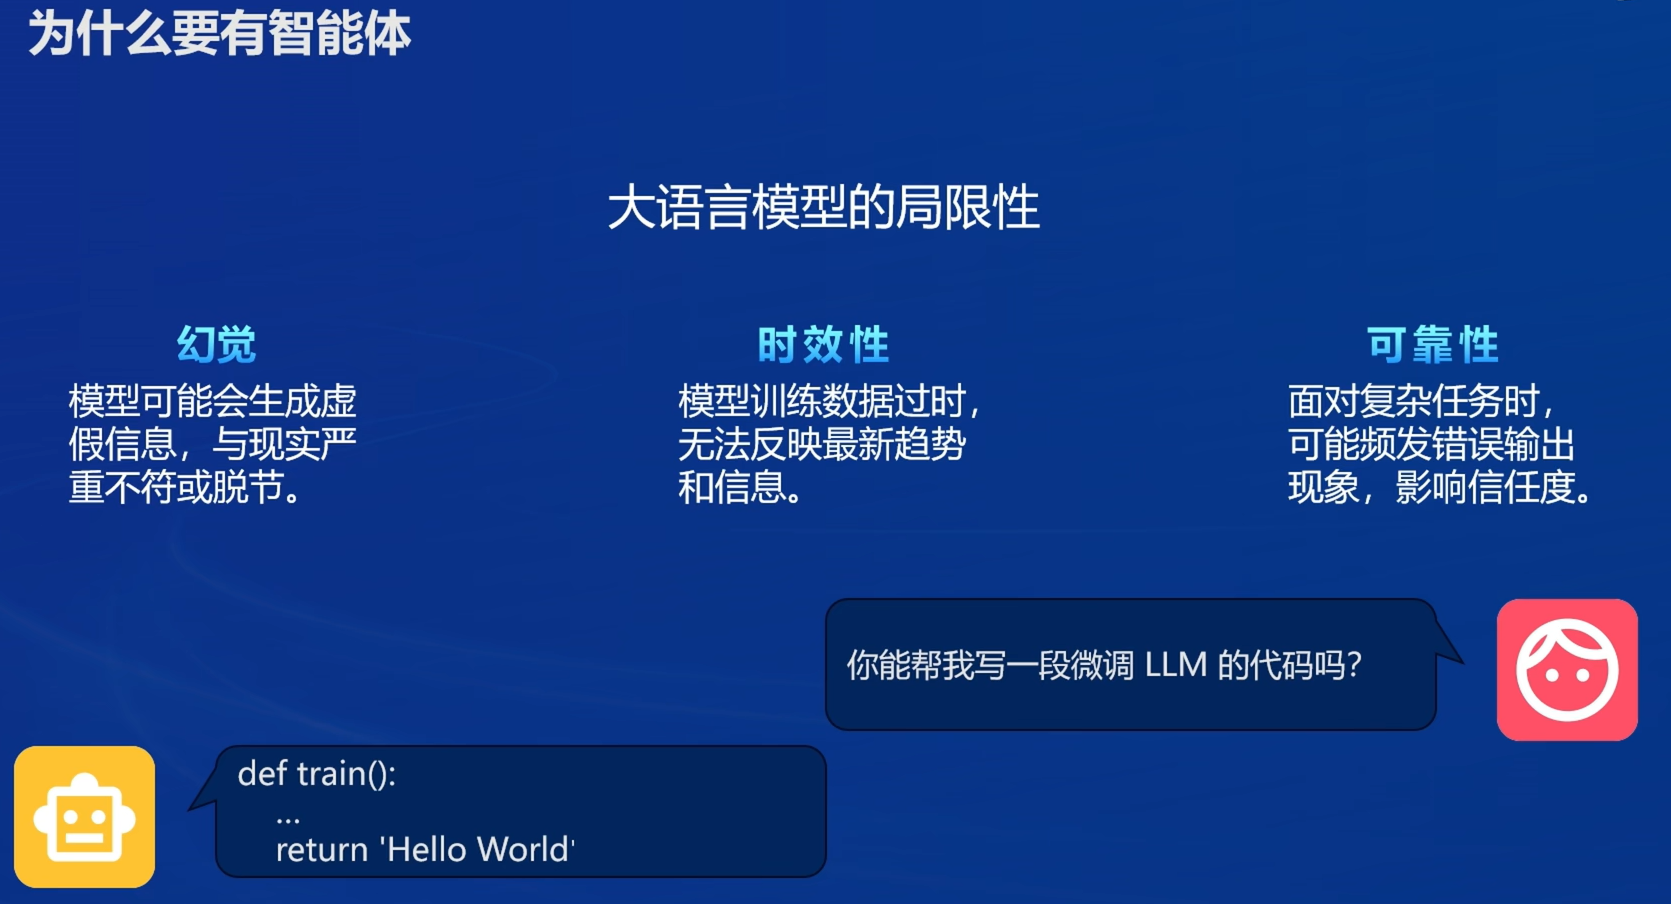 为什么要有智能体
大语言模型的局限性
幻觉
模型可能会生成虚
假信息，与现实严
重不符或脱节。
时效性
模型训练数据过时，
无法反映最新趋势
和信息。
可靠性
面对复杂任务时，
可能频发错误输出
现象，影响信任度。
你能帮我写一段微调 LLM 的代码吗？
def train():
...
return 'Hello World'